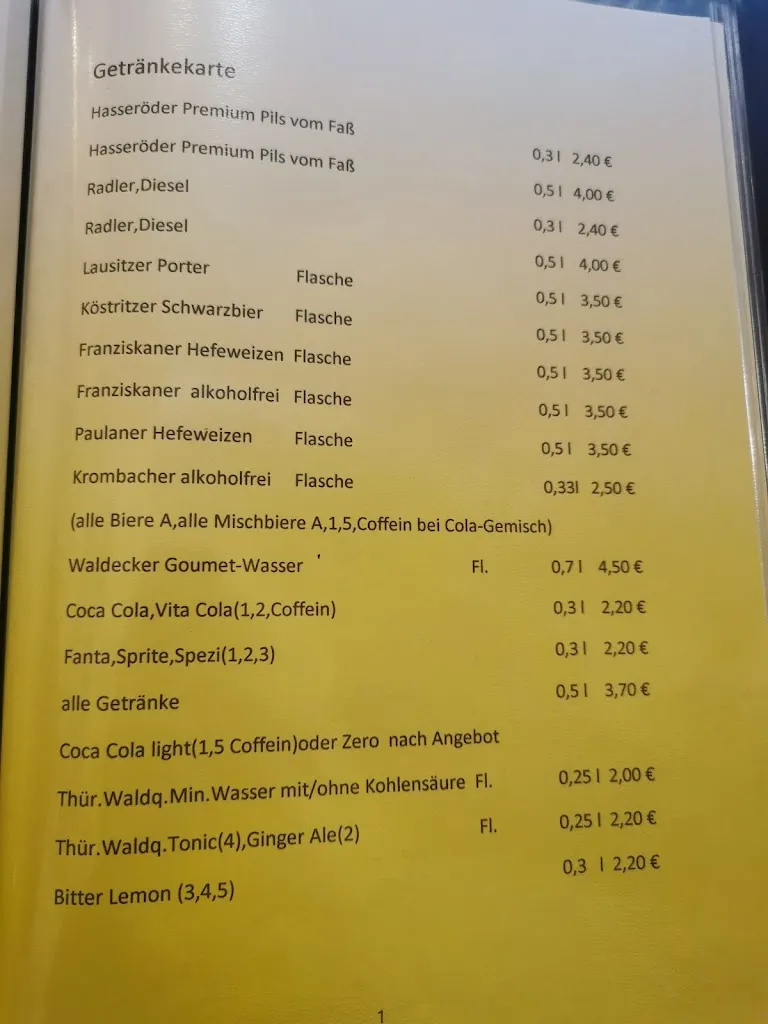 Getränkekarte
Hasseröder Premium Pils vom Faß 0,3 l 2,40 €
Hasseröder Premium Pils vom Faß 0,5 l 4,00 €
Radler,Diesel 0,3 l 2,40 €
Radler,Diesel 0,5 l 4,00 €
Lausitzer Porter Flasche 0,5 l 3,50 €
Köstritzer Schwarzbier Flasche 0,5 l 3,50 €
Franziskaner Hefeweizen Flasche 0,5 l 3,50 €
Franziskaner alkoholfrei Flasche 0,5 l 3,50 €
Paulaner Hefeweizen Flasche 0,5 l 3,50 €
Krombacher alkoholfrei Flasche 0,33l 2,50 €
(alle Biere A,alle Mischbiere A,1,5,Coffein bei Cola-Gemisch)
Waldecker Goumet-Wasser ' Fl. 0,7 l 4,50 €
Coca Cola,Vita Cola(1,2,Coffein) 0,3 l 2,20 €
Fanta,Sprite,Spezi(1,2,3) 0,3 l 2,20 €
alle Getränke 0,5 l 3,70 €
Coca Cola light(1,5 Coffein)oder Zero nach Angebot
Thür.Waldq.Min.Wasser mit/ohne Kohlensäure Fl. 0,25 l 2,00 €
Thür.Waldq.Tonic(4),Ginger Ale(2) Fl. 0,25 l 2,20 €
Bitter Lemon (3,4,5) 0,3 l 2,20 €
1